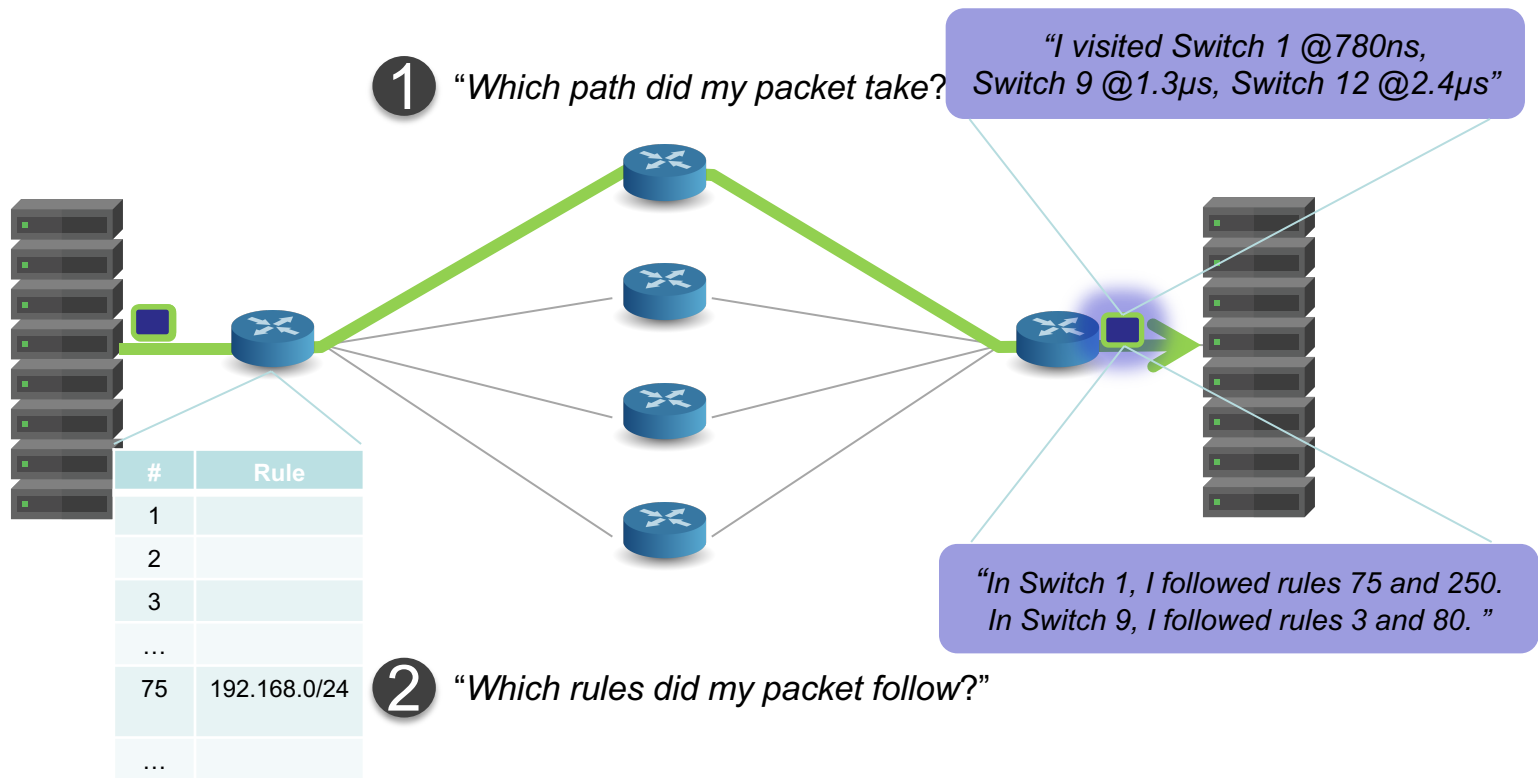 1 “Which path did my packet take?
“I visited Switch 1 @780ns,
Switch 9 @1.3μs, Switch 12 @2.4μs”
# Rule
1
2
3
…
75 192.168.0/24
…
2 “Which rules did my packet follow?”
“In Switch 1, I followed rules 75 and 250.
In Switch 9, I followed rules 3 and 80. ”